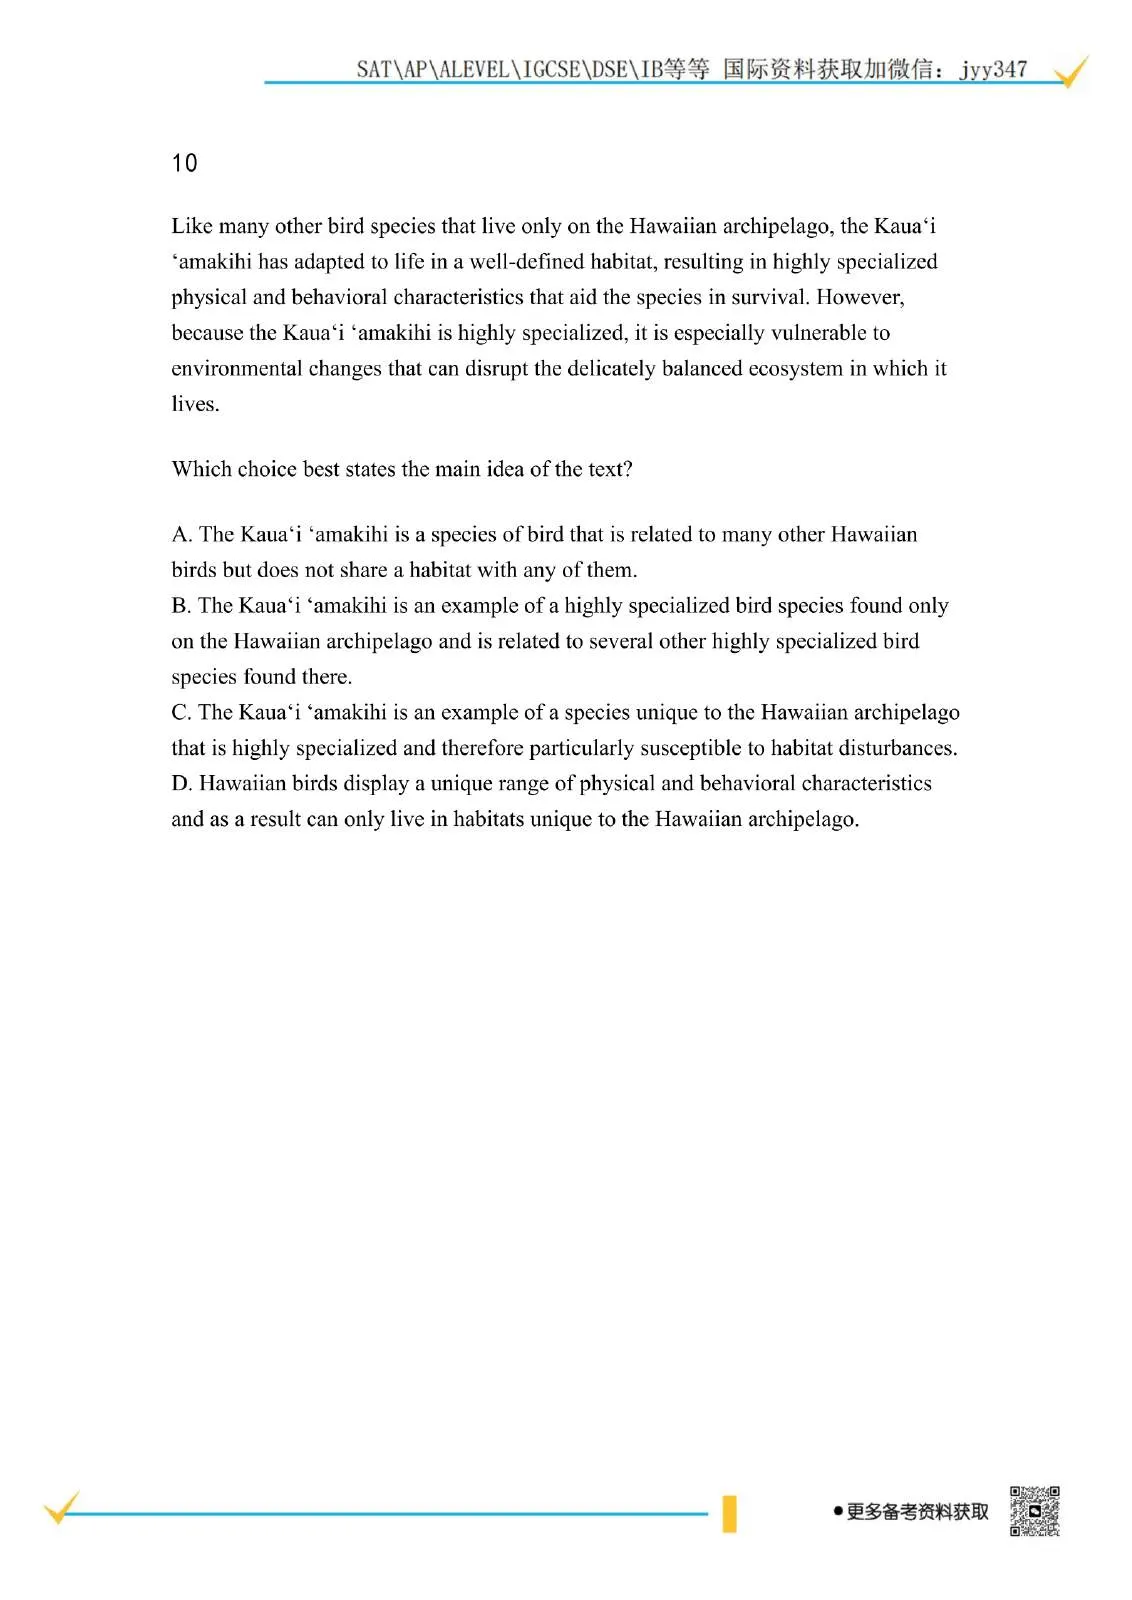 SAT\AP\ALEVEL\IGCSE\DSE\IB等等 国际资料获取加微信：jyy347
10
Like many other bird species that live only on the Hawaiian archipelago, the Kauaʻi
ʻamakihi has adapted to life in a well-defined habitat, resulting in highly specialized
physical and behavioral characteristics that aid the species in survival. However,
because the Kauaʻi ʻamakihi is highly specialized, it is especially vulnerable to
environmental changes that can disrupt the delicately balanced ecosystem in which it
lives.
Which choice best states the main idea of the text?
A. The Kauaʻi ʻamakihi is a species of bird that is related to many other Hawaiian
birds but does not share a habitat with any of them.
B. The Kauaʻi ʻamakihi is an example of a highly specialized bird species found only
on the Hawaiian archipelago and is related to several other highly specialized bird
species found there.
C. The Kauaʻi ʻamakihi is an example of a species unique to the Hawaiian archipelago
that is highly specialized and therefore particularly susceptible to habitat disturbances.
D. Hawaiian birds display a unique range of physical and behavioral characteristics
and as a result can only live in habitats unique to the Hawaiian archipelago.
●更多备考资料获取